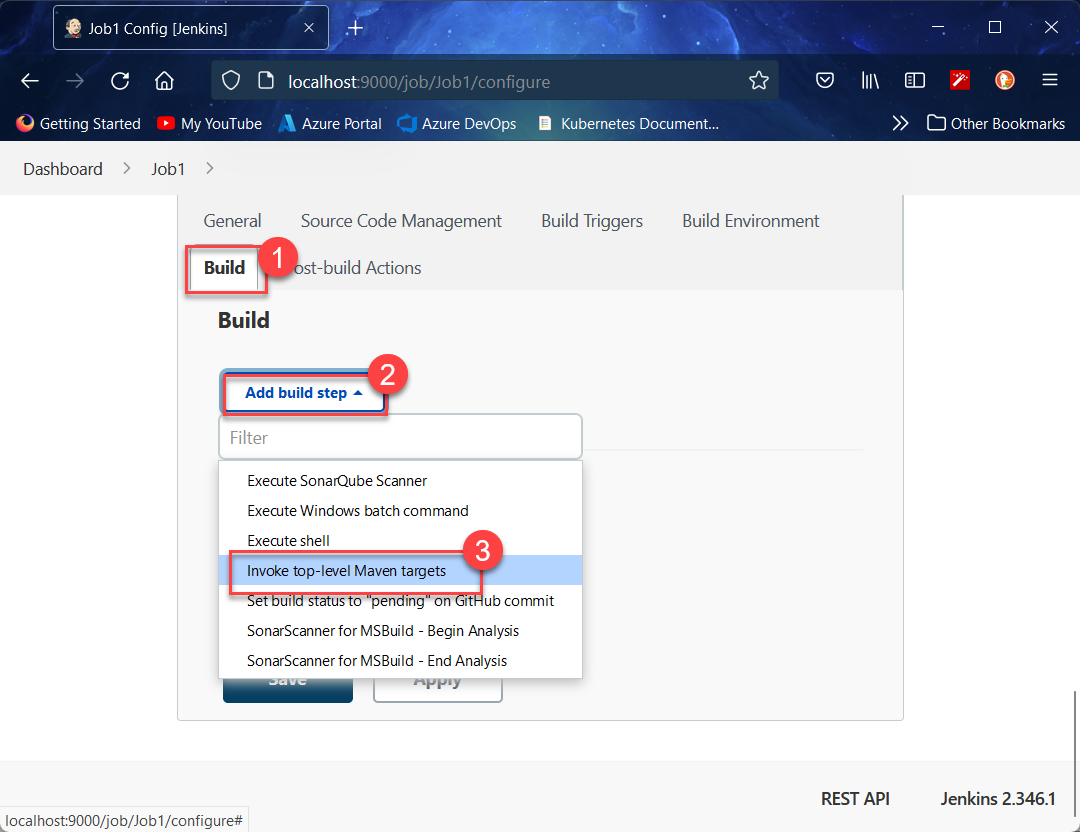 Job1 Config [Jenkins]
localhost:9000/job/Job1/configure
Getting Started My YouTube Azure Portal Azure DevOps Kubernetes Document... Other Bookmarks
Dashboard Job1
General Source Code Management Build Triggers Build Environment
Build 1 ost-build Actions
Build
2
Add build step
Filter
Execute SonarQube Scanner
Execute Windows batch command
Execute shell
3
Invoke top-level Maven targets
Set build status to "pending" on GitHub commit
SonarScanner for MSBuild - Begin Analysis
SonarScanner for MSBuild - End Analysis
Save Apply
REST API Jenkins 2.346.1
localhost:9000/job/Job1/configure#